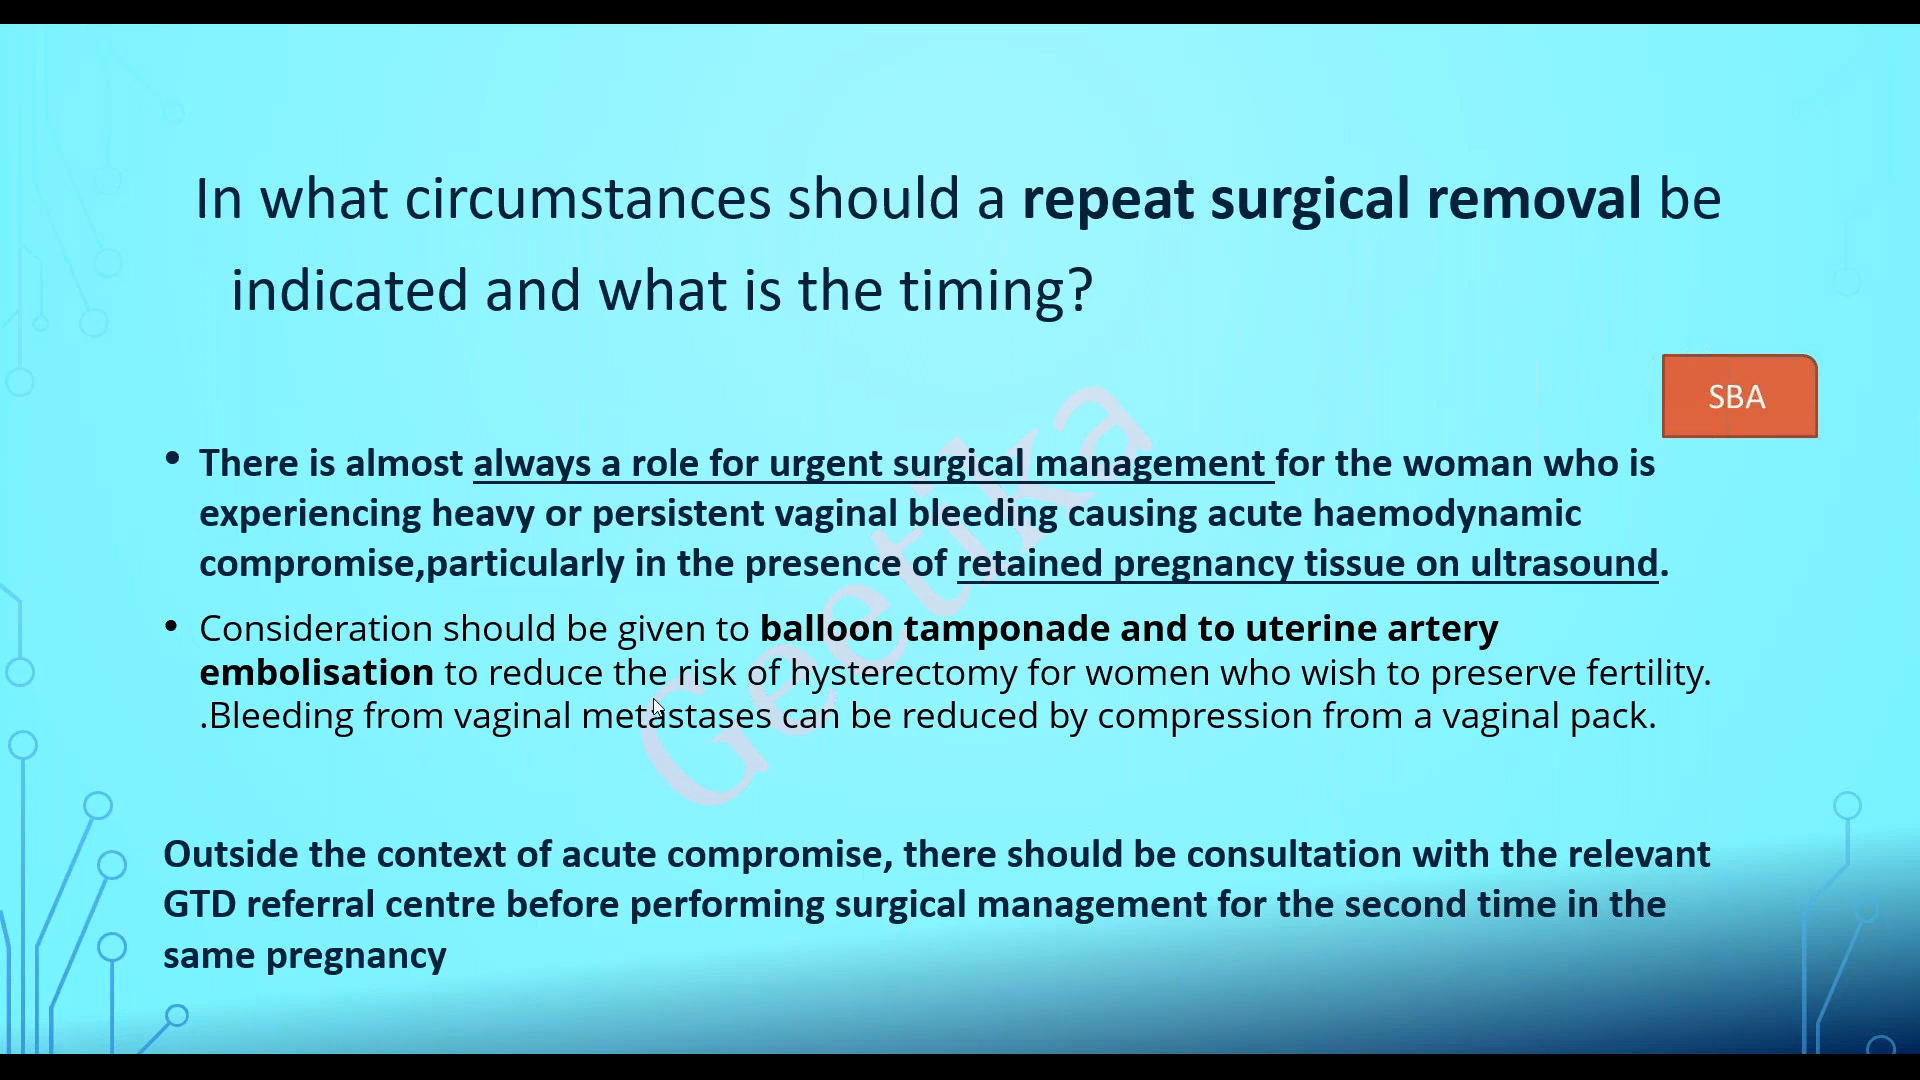 In what circumstances should a repeat surgical removal be
indicated and what is the timing?
SBA
• There is almost always a role for urgent surgical management for the woman who is
experiencing heavy or persistent vaginal bleeding causing acute haemodynamic
compromise,particularly in the presence of retained pregnancy tissue on ultrasound.
• Consideration should be given to balloon tamponade and to uterine artery
embolisation to reduce the risk of hysterectomy for women who wish to preserve fertility.
.Bleeding from vaginal metastases can be reduced by compression from a vaginal pack.
Outside the context of acute compromise, there should be consultation with the relevant
GTD referral centre before performing surgical management for the second time in the
same pregnancy
Geetika